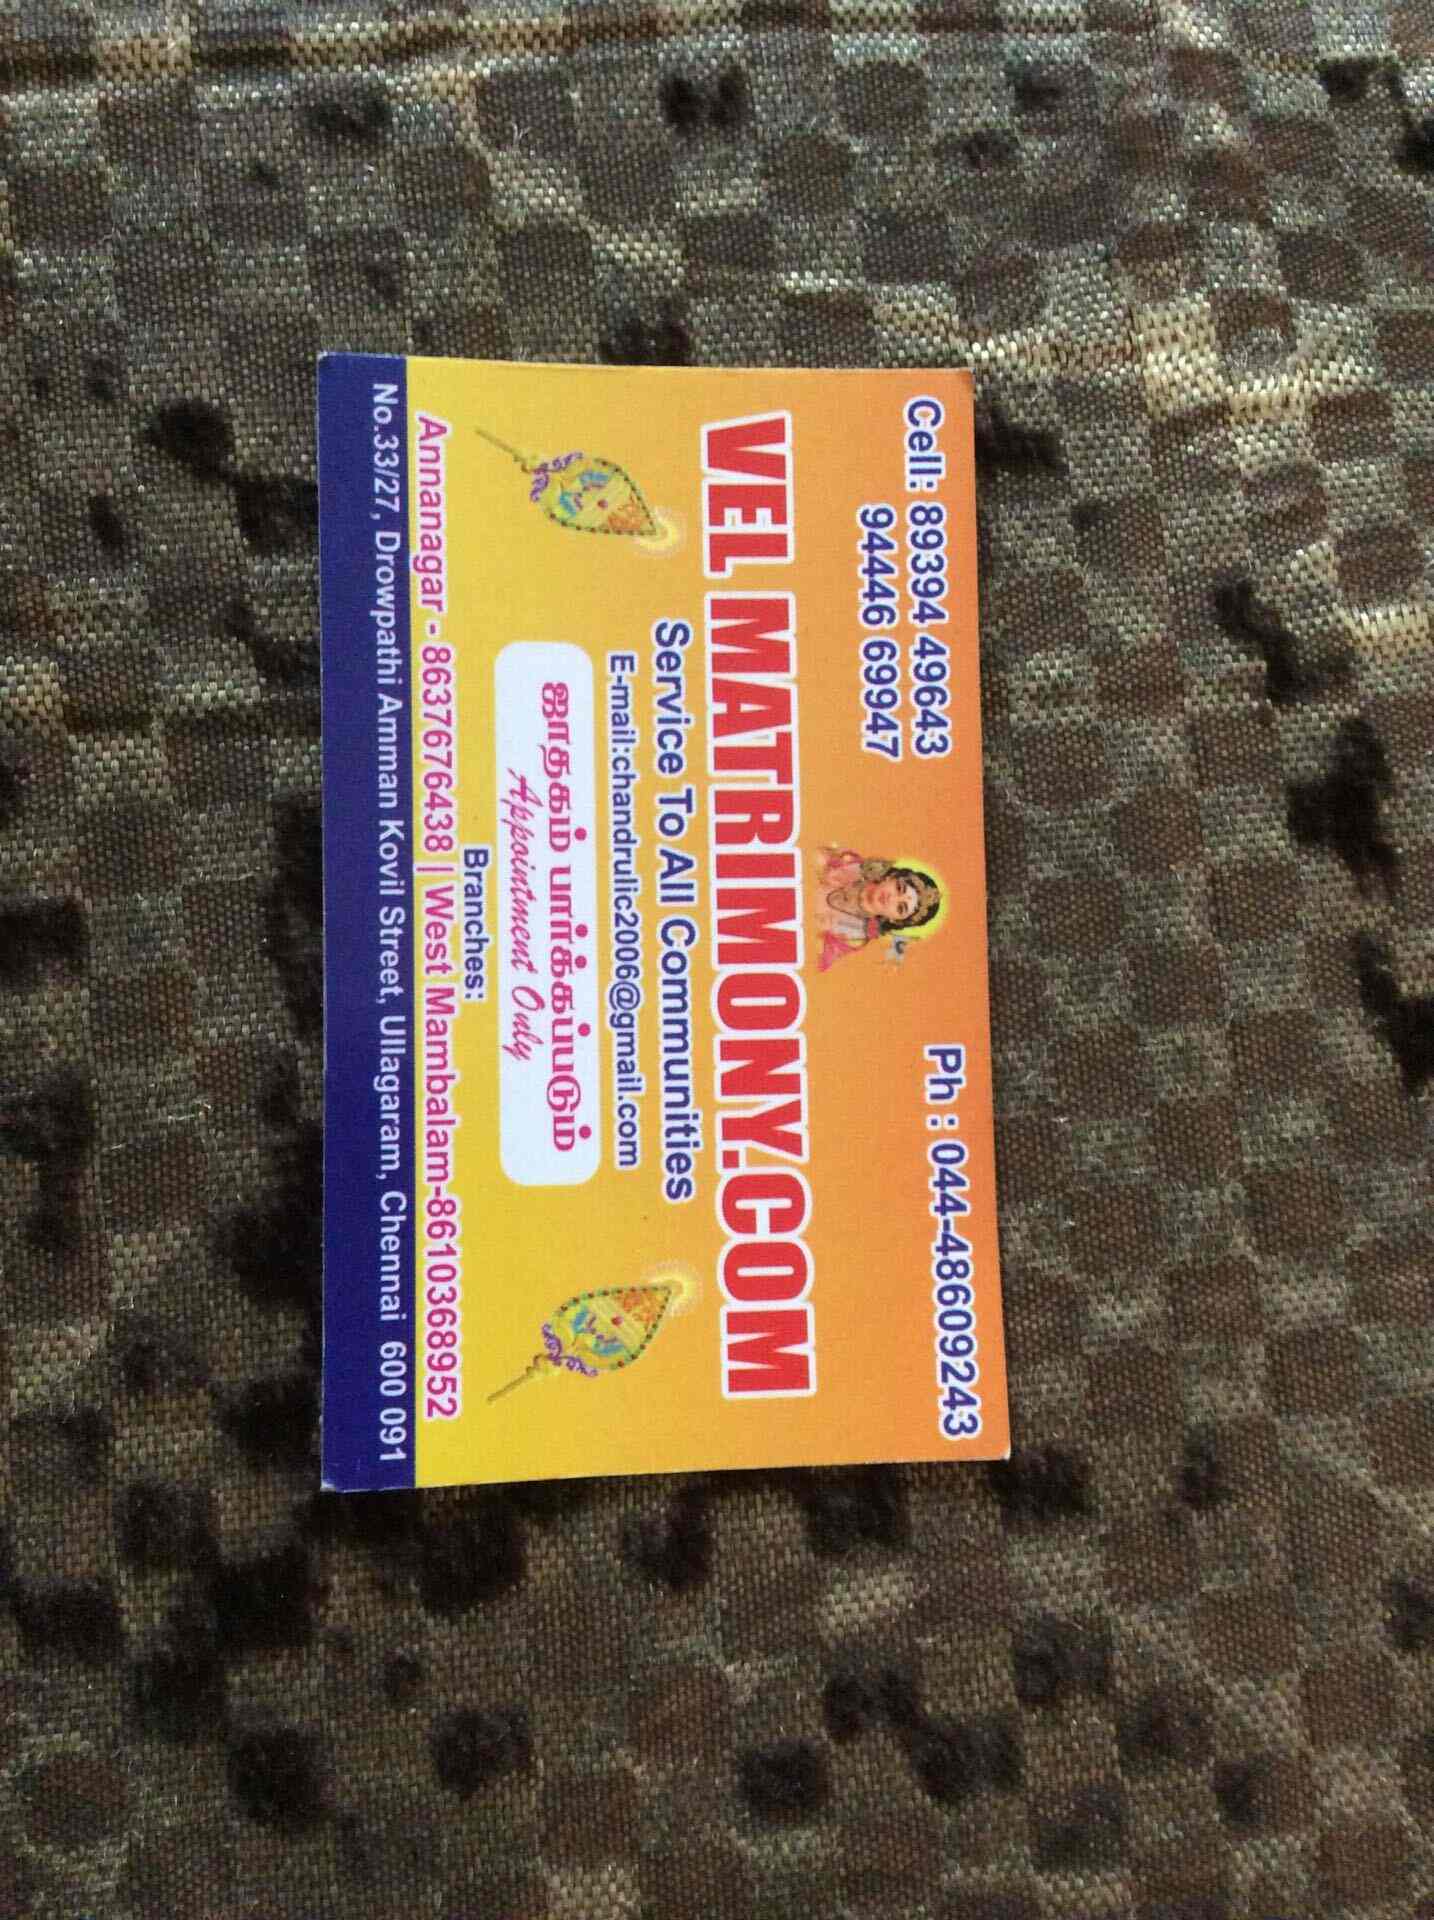 Cell: 89394 49643
94446 69947
Ph : 044-48609243
VEL MATRIMONY.COM
Service To All Communities
E-mail:chandrulic2006@gmail.com
ஜாதகம் பார்க்கப்படும்
Appointment Only
Branches:
Annanagar - 8637676438 | West Mambalam-8610368952
No.33/27, Drowpathi Amman Kovil Street, Ullagaram, Chennai 600 091